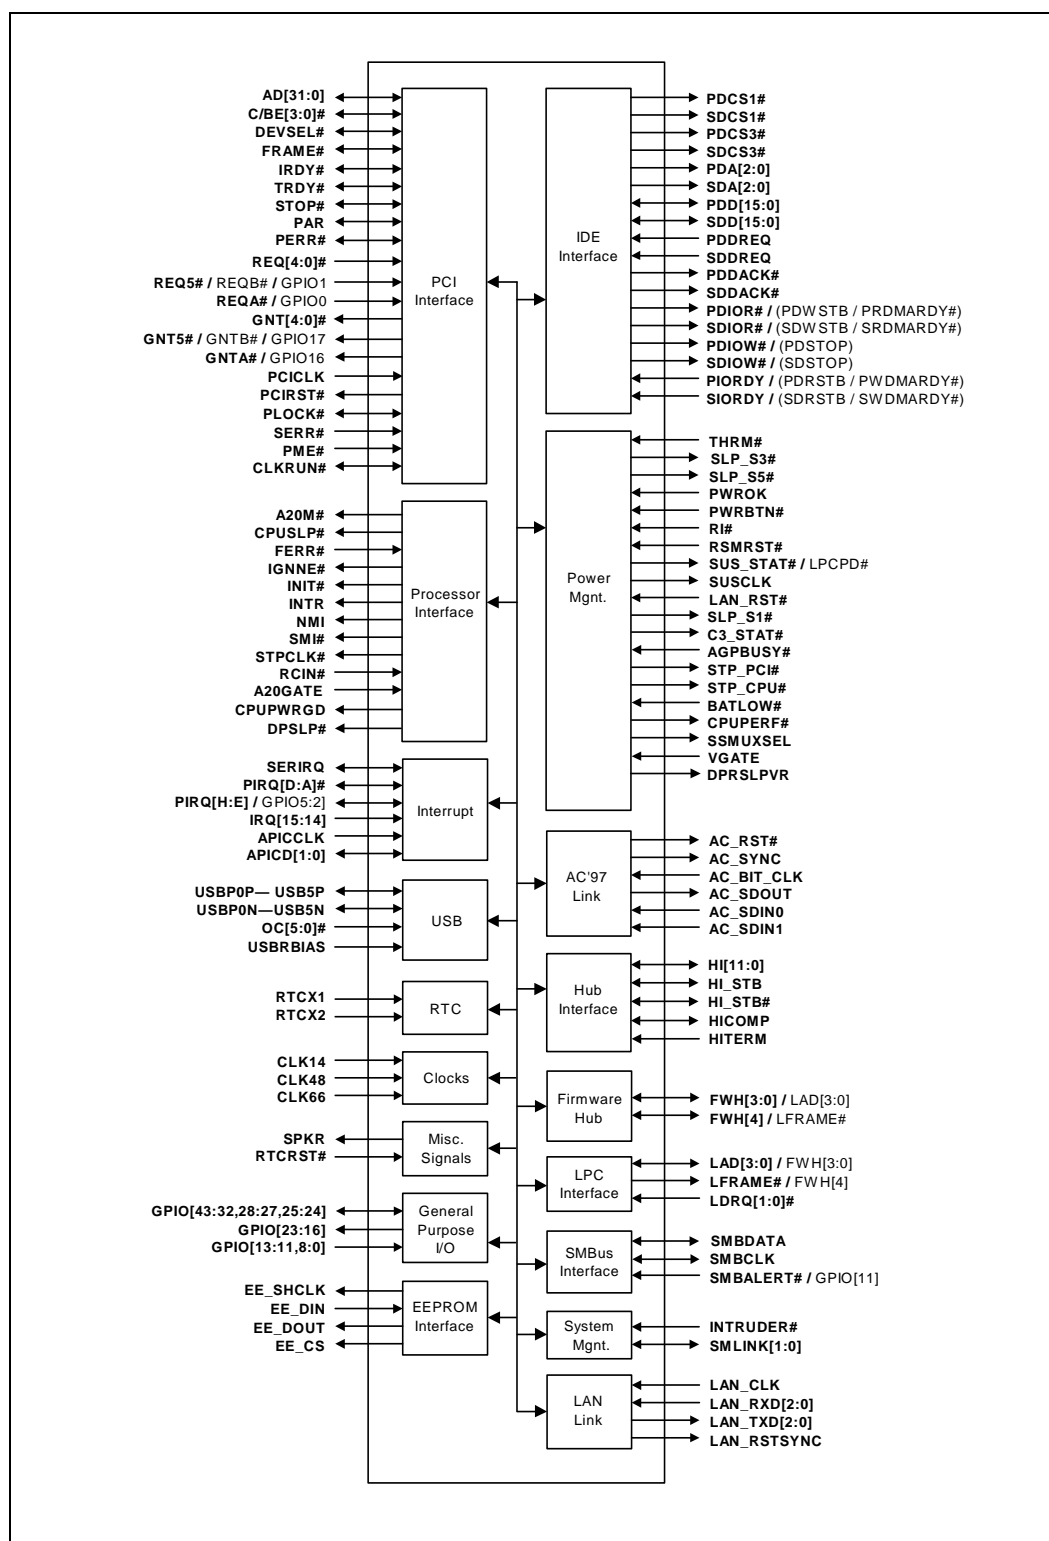 AD[31:0]
C/BE[3:0]#
DEVSEL#
FRAME#
IRDY#
TRDY#
STOP#
PAR
PERR#
REQ[4:0]#
REQ5# / REQB# / GPIO1
REQA# / GPIO0
GNT[4:0]#
GNT5# / GNTB# / GPIO17
GNTA# / GPIO16
PCICLK
PCIRST#
PLOCK#
SERR#
PME#
CLKRUN#
PCI
Interface
A20M#
CPUSLP#
FERR#
IGNNE#
INIT#
INTR
NMI
SMI#
STPCLK#
RCIN#
A20GATE
CPUPWRGD
DPSLP#
Processor
Interface
SERIRQ
PIRQ[D:A]#
PIRQ[H:E] / GPIO5:2]
IRQ[15:14]
APICCLK
APICD[1:0]
Interrupt
USBP0P— USB5P
USBP0N—USB5N
OC[5:0]#
USBRBIAS
USB
RTCX1
RTCX2
RTC
CLK14
CLK48
CLK66
Clocks
SPKR
RTCRST#
Misc.
Signals
GPIO[43:32,28:27,25:24]
GPIO[23:16]
GPIO[13:11,8:0]
General
Purpose
I/O
EE_SHCLK
EE_DIN
EE_DOUT
EE_CS
EEPROM
Interface
IDE
Interface
PDCS1#
SDCS1#
PDCS3#
SDCS3#
PDA[2:0]
SDA[2:0]
PDD[15:0]
SDD[15:0]
PDDREQ
SDDREQ
PDDACK#
SDDACK#
PDIOR# / (PDWSTB / PRDMARDY#)
SDIOR# / (SDWSTB / SRDMARDY#)
PDIOW# / (PDSTOP)
SDIOW# / (SDSTOP)
PIORDY / (PDRSTB / PWDMARDY#)
SIORDY / (SDRSTB / SWDMARDY#)
Power
Mgnt.
THRM#
SLP_S3#
SLP_S5#
PWROK
PWRBTN#
RI#
RSMRST#
SUS_STAT# / LPCPD#
SUSCLK
LAN_RST#
SLP_S1#
C3_STAT#
AGPBUSY#
STP_PCI#
STP_CPU#
BATLOW#
CPUPERF#
SSMUXSEL
VGATE
DPRSLPVR
AC'97
Link
AC_RST#
AC_SYNC
AC_BIT_CLK
AC_SDOUT
AC_SDIN0
AC_SDIN1
Hub
Interface
HI[11:0]
HI_STB
HI_STB#
HICOMP
HITERM
Firmware
Hub
FWH[3:0] / LAD[3:0]
FWH[4] / LFRAME#
LPC
Interface
LAD[3:0] / FWH[3:0]
LFRAME# / FWH[4]
LDRQ[1:0]#
SMBus
Interface
SMBDATA
SMBCLK
SMBALERT# / GPIO[11]
System
Mgnt.
INTRUDER#
SMLINK[1:0]
LAN
Link
LAN_CLK
LAN_RXD[2:0]
LAN_TXD[2:0]
LAN_RSTSYNC